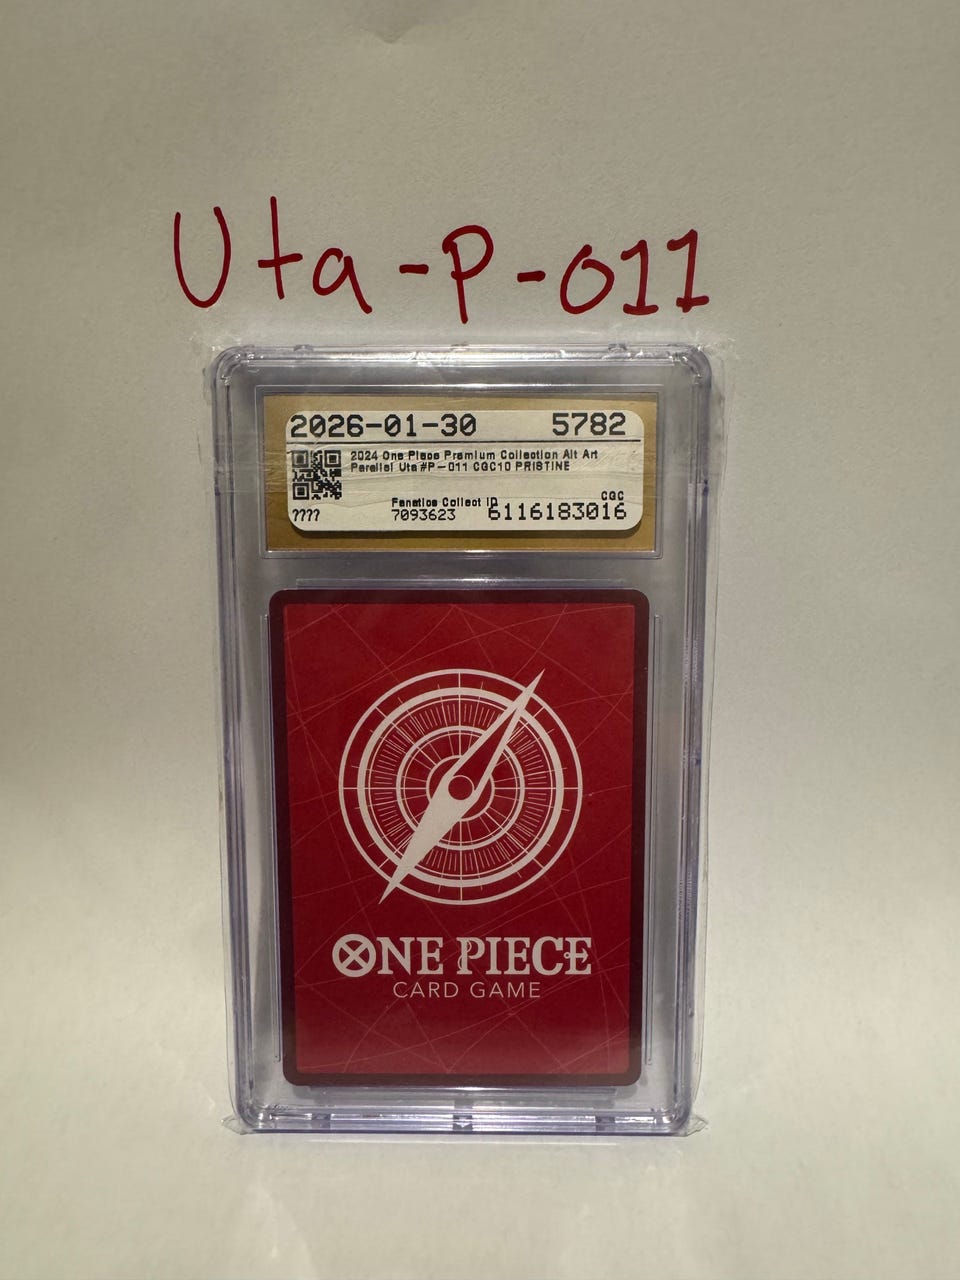 Uta-P-011
2026-01-30 5782
2024 One Piece Premium Collection Alt Art
Parallel Uta #P-011 CGC10 PRISTINE
Fanatics Collect ID CGC
???? 7093623 6116183016
ONE PIECE
CARD GAME